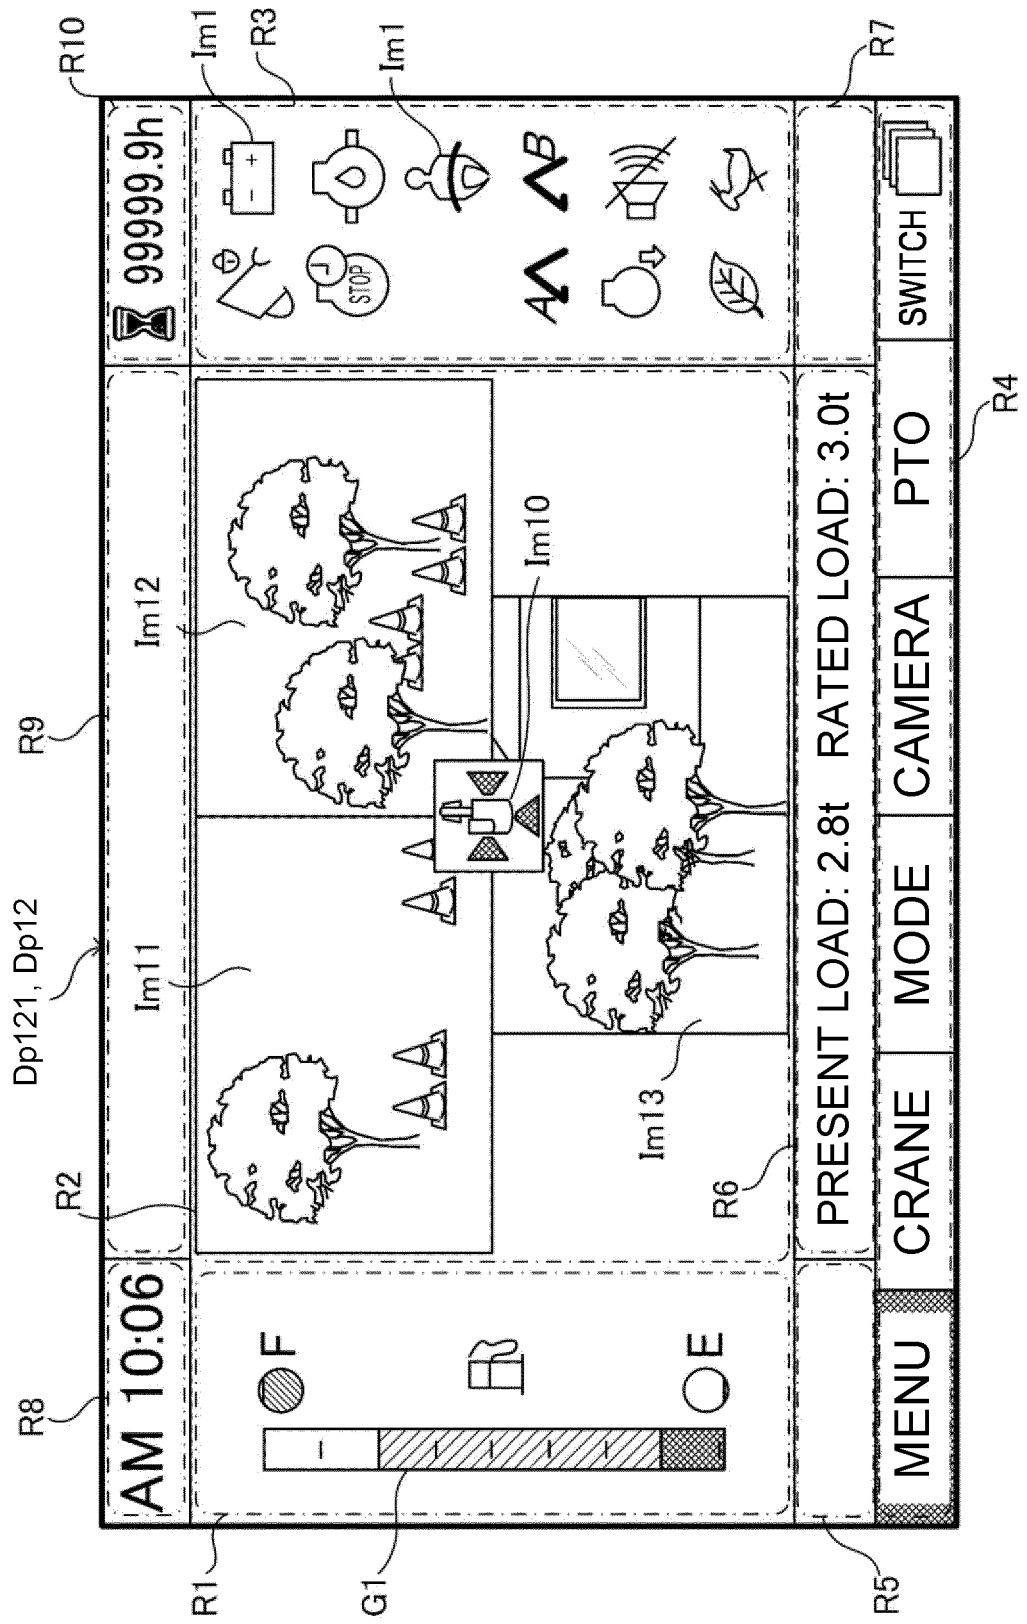 Dp121, Dp12
R8
R9
R2
R10
AM 10:06
Im11
Im12
99999.9h
R1
Im1
- +
R3
F
G1
STOP
Im1
A
B
Im10
Im13
E
R6
PRESENT LOAD: 2.8t RATED LOAD: 3.0t
R5
R7
MENU
CRANE
MODE
CAMERA
PTO
SWITCH
R4